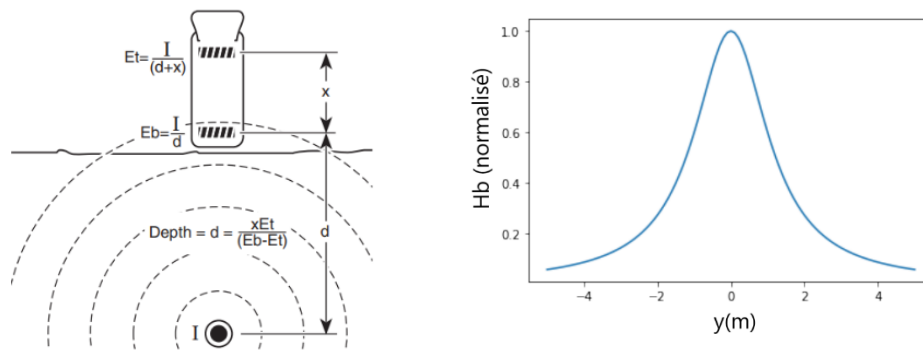 Et= I
(d+x)
x
Eb= I
d
Depth = d = xEt
(Eb-Et)
d
I
Hb (normalisé)
1.0
0.8
0.6
0.4
0.2
−4 −2 0 2 4
y(m)